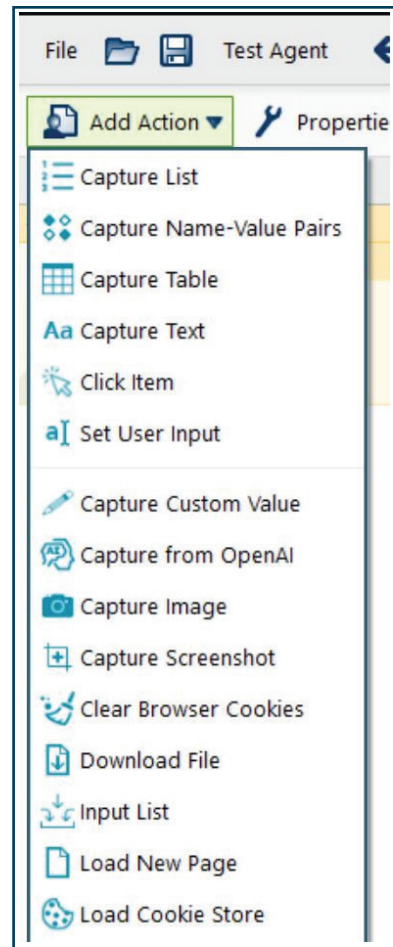 File Test Agent
Add Action Propertie
Capture List
Capture Name-Value Pairs
Capture Table
Aa Capture Text
Click Item
a Set User Input
Capture Custom Value
Capture from OpenAI
Capture Image
Capture Screenshot
Clear Browser Cookies
Download File
Input List
Load New Page
Load Cookie Store